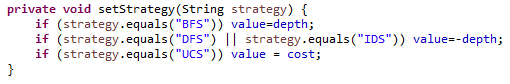 private void setStrategy(String strategy) {
    if (strategy.equals("BFS")) value=depth;
    if (strategy.equals("DFS") || strategy.equals("IDS")) value=-depth;
    if (strategy.equals("UCS")) value = cost;
}